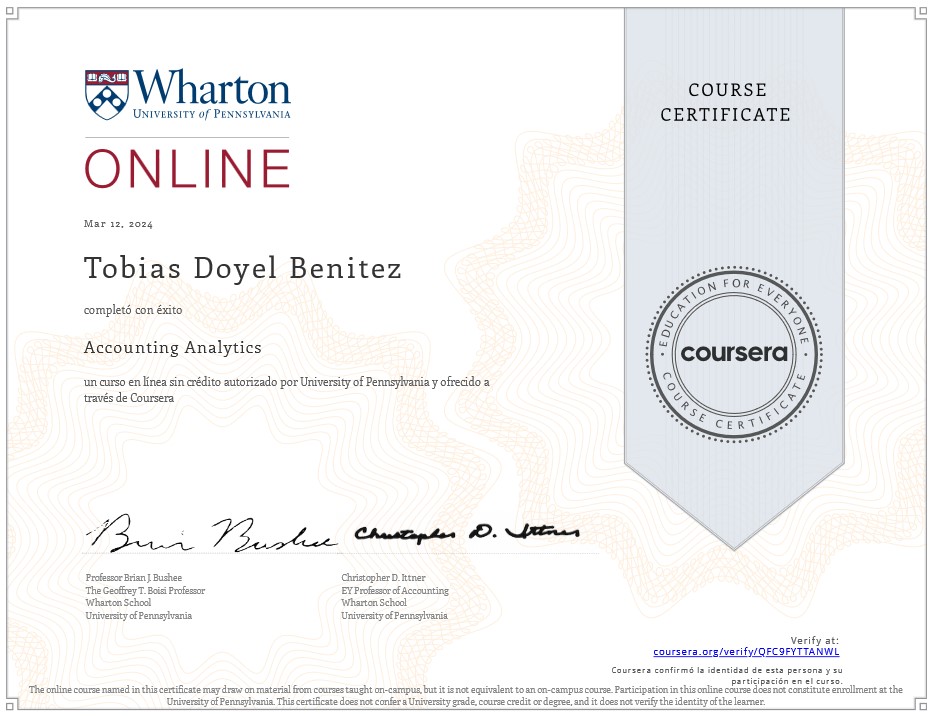 Wharton
UNIVERSITY of PENNSYLVANIA
ONLINE
Mar 12, 2024
Tobias Doyel Benitez
completó con éxito
Accounting Analytics
un curso en línea sin crédito autorizado por University of Pennsylvania y ofrecido a
través de Coursera
COURSE
CERTIFICATE
EDUCATION FOR EVERYONE
coursera
COURSE CERTIFICATE
Brian Bushee
Christopher D. Ittner
Professor Brian J. Bushee
The Geoffrey T. Boisi Professor
Wharton School
University of Pennsylvania
Christopher D. Ittner
EY Professor of Accounting
Wharton School
University of Pennsylvania
Verify at:
coursera.org/verify/QFC9FYTTANWL
Coursera confirmó la identidad de esta persona y su
participación en el curso.
The online course named in this certificate may draw on material from courses taught on-campus, but it is not equivalent to an on-campus course. Participation in this online course does not constitute enrollment at the
University of Pennsylvania. This certificate does not confer a University grade, course credit or degree, and it does not verify the identity of the learner.